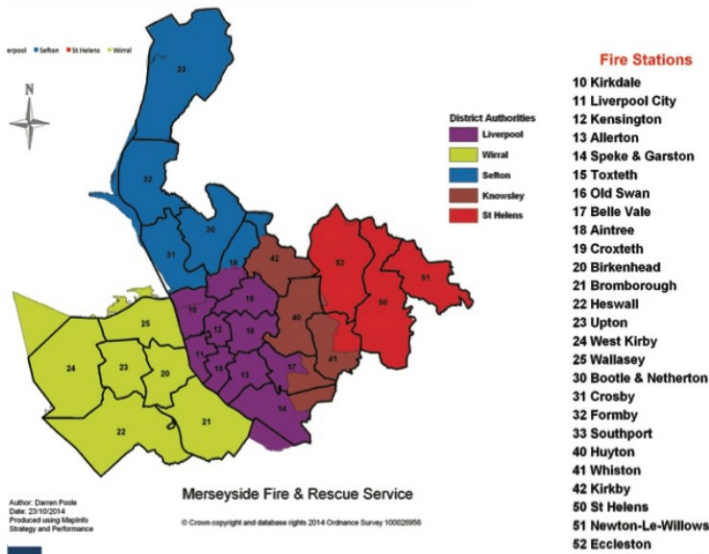 erpool Sefton St Helens Wirral
N
District Authorities
Liverpool
Wirral
Sefton
Knowsley
St Helens
33
32
30
31
18
42
52
51
50
19
10
40
12
16
41
11
17
15
13
14
25
24
23
20
22
21
Fire Stations
10 Kirkdale
11 Liverpool City
12 Kensington
13 Allerton
14 Speke & Garston
15 Toxteth
16 Old Swan
17 Belle Vale
18 Aintree
19 Croxteth
20 Birkenhead
21 Bromborough
22 Heswall
23 Upton
24 West Kirby
25 Wallasey
30 Bootle & Netherton
31 Crosby
32 Formby
33 Southport
40 Huyton
41 Whiston
42 Kirkby
50 St Helens
51 Newton-Le-Willows
52 Eccleston
Merseyside Fire & Rescue Service
© Crown copyright and database rights 2014 Ordnance Survey 100026956
Author: Darren Poole
Date: 23/10/2014
Produced using MapInfo
Strategy and Performance